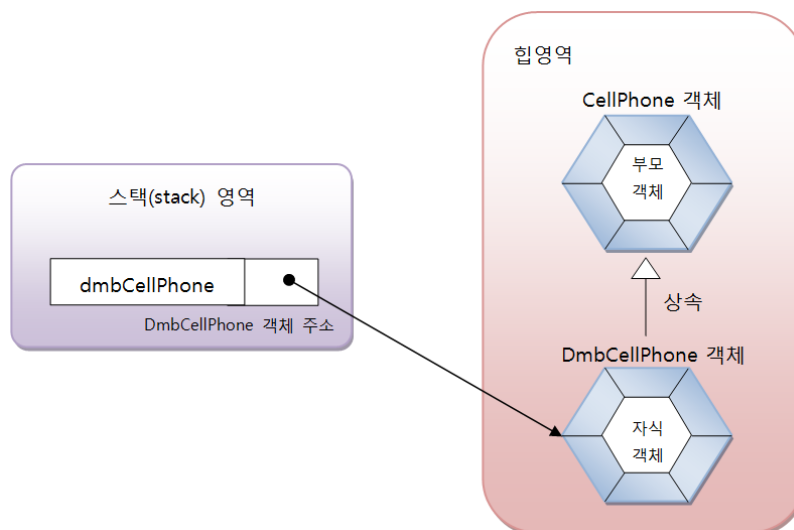 힙영역
CellPhone 객체
부모
객체
스택(stack) 영역
dmbCellPhone
DmbCellPhone 객체 주소
상속
DmbCellPhone 객체
자식
객체